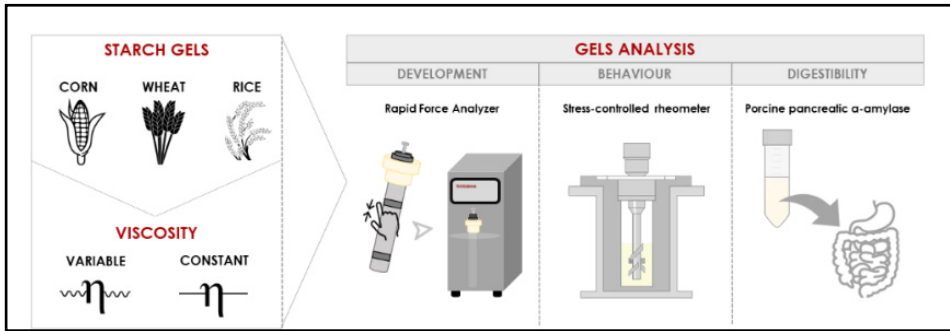 STARCH GELS
CORN WHEAT RICE
VISCOSITY
VARIABLE CONSTANT
η η
GELS ANALYSIS
DEVELOPMENT BEHAVIOUR DIGESTIBILITY
Rapid Force Analyzer Stress-controlled rheometer Porcine pancreatic α-amylase